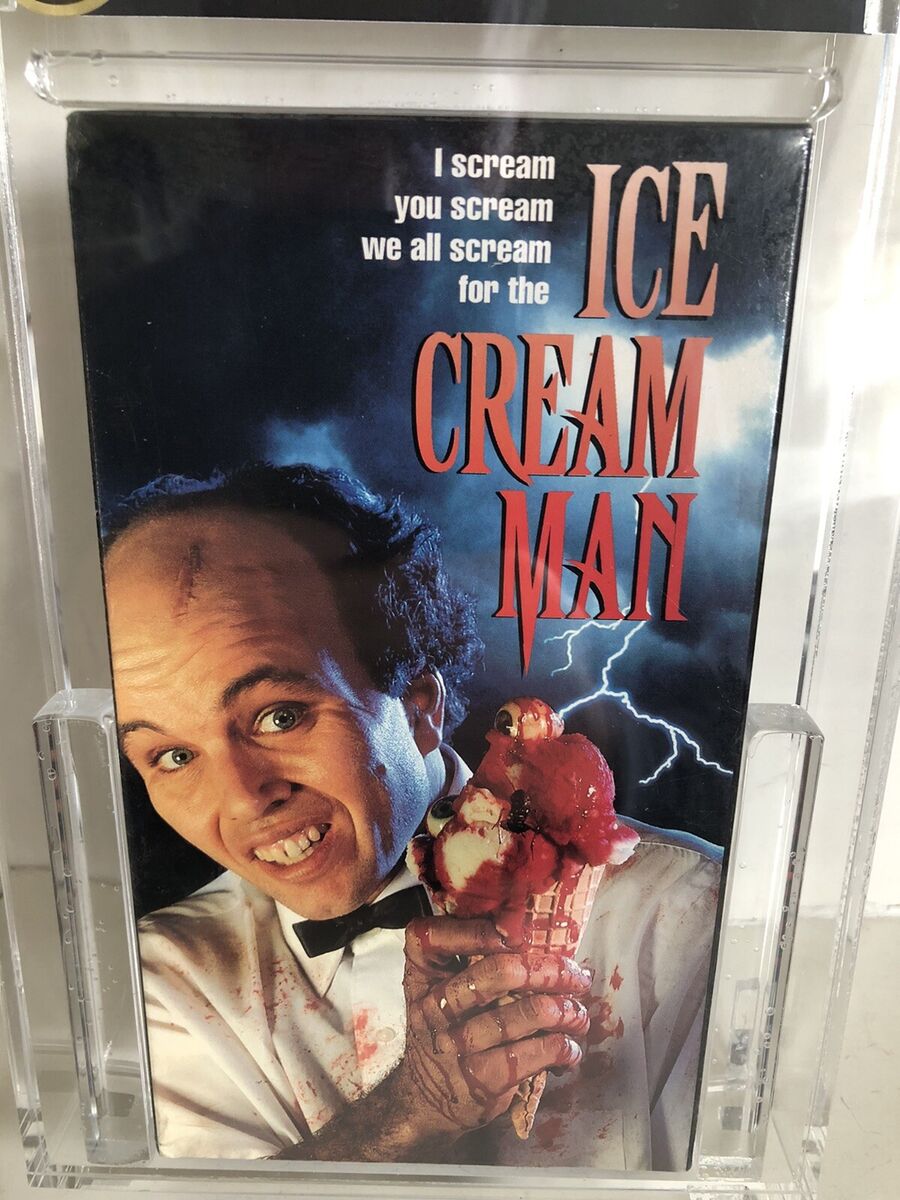 I scream
you scream
we all scream
for the
ICE
CREAM
MAN